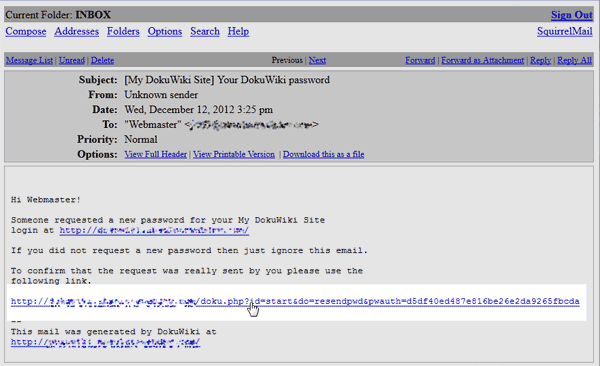 Current Folder: INBOX Sign Out
Compose Addresses Folders Options Search Help SquirrelMail
Message List | Unread | Delete Previous | Next Forward | Forward as Attachment | Reply | Reply All
Subject: [My DokuWiki Site] Your DokuWiki password
From: Unknown sender
Date: Wed, December 12, 2012 3:25 pm
To: "Webmaster" < >
Priority: Normal
Options: View Full Header | View Printable Version | Download this as a file
Hi Webmaster!
Someone requested a new password for your My DokuWiki Site
login at http://
If you did not request a new password then just ignore this email.
To confirm that the request was really sent by you please use the
following link.
http:// /doku.php?id=start&do=resendpwd&pwauth=d5df40ed487e816be26e2da9265fbcda
--
This mail was generated by DokuWiki at
http://